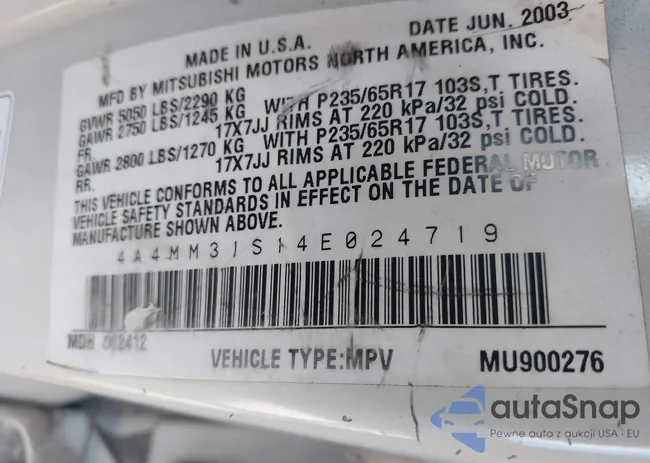 MADE IN U.S.A. DATE JUN. 2003
MFD BY MITSUBISHI MOTORS NORTH AMERICA, INC.
GVWR 5050 LBS/2290 KG
GAWR 2750 LBS/1245 KG WITH P235/65R17 103S,T TIRES.
FR. 17X7JJ RIMS AT 220 kPa/32 psi COLD.
GAWR 2800 LBS/1270 KG WITH P235/65R17 103S,T TIRES.
RR. 17X7JJ RIMS AT 220 kPa/32 psi COLD.
THIS VEHICLE CONFORMS TO ALL APPLICABLE FEDERAL MOTOR
VEHICLE SAFETY STANDARDS IN EFFECT ON THE DATE OF
MANUFACTURE SHOWN ABOVE.
4A4MM31S14E024719
MDH 062412
VEHICLE TYPE:MPV MU900276
autaSnap
Pewne auta z aukcji USA i EU